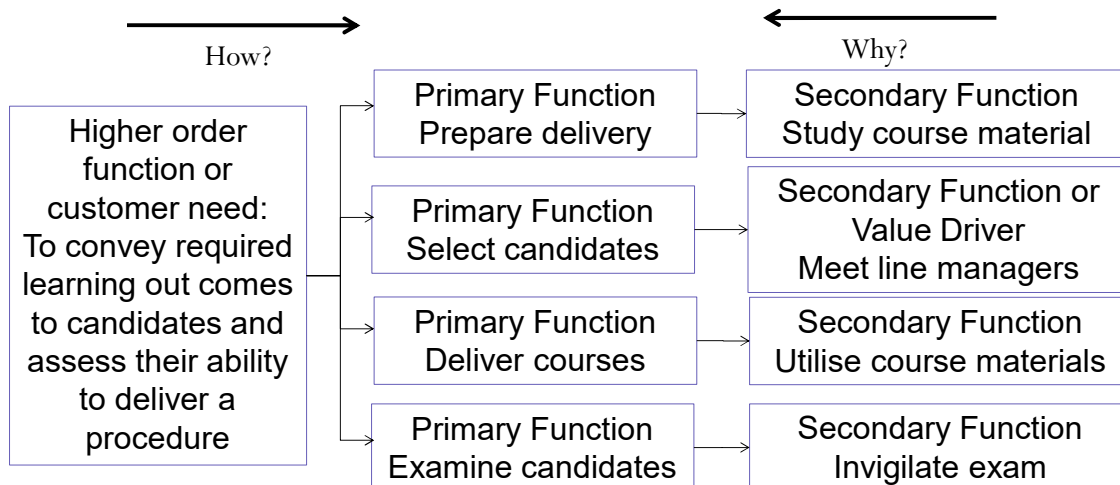 How?
Why?
Higher order
function or
customer need:
To convey required
learning out comes
to candidates and
assess their ability
to deliver a
procedure
Primary Function
Prepare delivery
Secondary Function
Study course material
Primary Function
Select candidates
Secondary Function or
Value Driver
Meet line managers
Primary Function
Deliver courses
Secondary Function
Utilise course materials
Primary Function
Examine candidates
Secondary Function
Invigilate exam